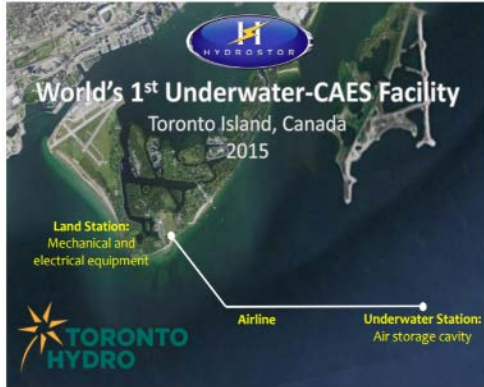 H
HYDROSTOR
World's 1st Underwater-CAES Facility
Toronto Island, Canada
2015
Land Station:
Mechanical and
electrical equipment
Airline
Underwater Station:
Air storage cavity
TORONTO
HYDRO